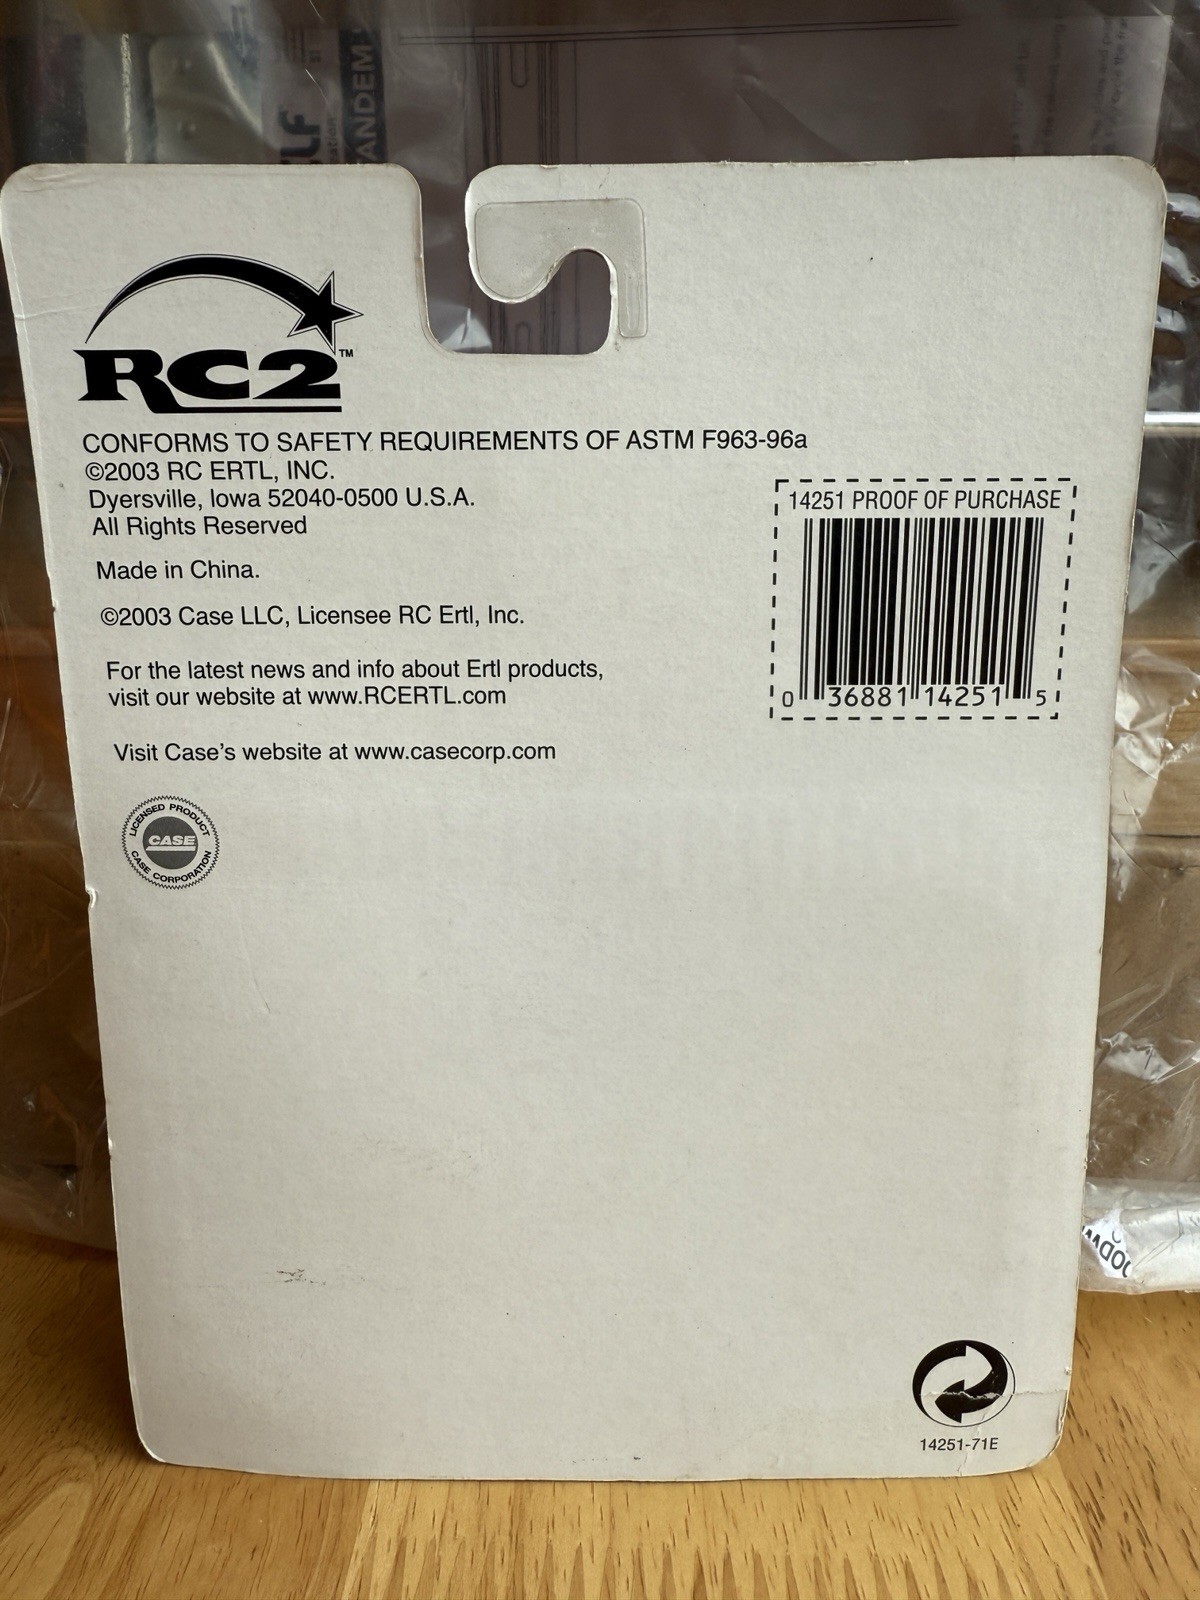 TANDEM
RC2™
CONFORMS TO SAFETY REQUIREMENTS OF ASTM F963-96a
©2003 RC ERTL, INC.
Dyersville, Iowa 52040-0500 U.S.A.
All Rights Reserved
Made in China.
©2003 Case LLC, Licensee RC Ertl, Inc.
For the latest news and info about Ertl products,
visit our website at www.RCERTL.com
Visit Case's website at www.casecorp.com
14251 PROOF OF PURCHASE
0 36881 14251 5
LICENSED PRODUCT
CASE
CASE CORPORATION
14251-71E